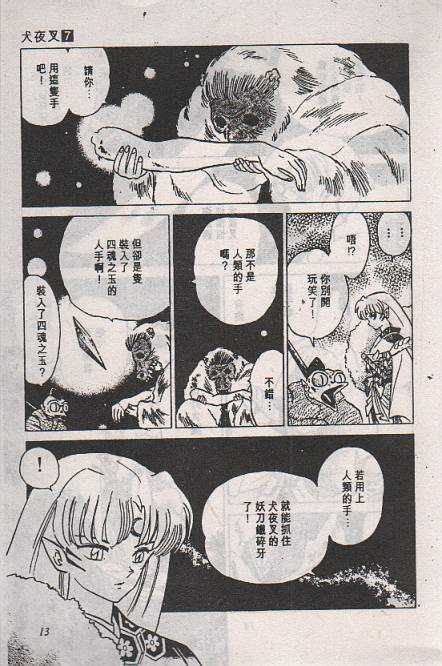 犬夜叉 7
請你…
用這隻手
吧！
……
唔!?
你別開
玩笑了！
那不是
人類的手
嗎？
不錯…
但卻是隻
裝入了
四魂之玉的
人手啊！
裝入了四魂之玉？
若用上
人類的手…
就能抓住
犬夜叉的
妖刀鐵碎牙
了！
！
13